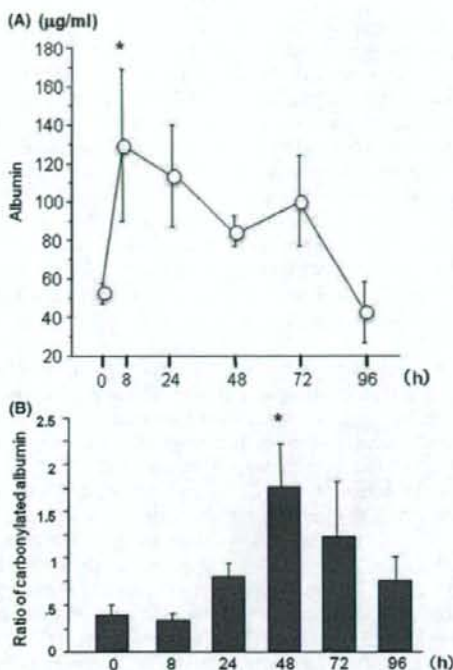 (A) (μg/ml)
*
180
160
140
120
100
80
60
40
20
Albumin
0 8 24 48 72 96 (h)
(B)
*
2.5
2
1.5
1
.5
0
Ratio of carbonylated albumin
0 8 24 48 72 96 (h)